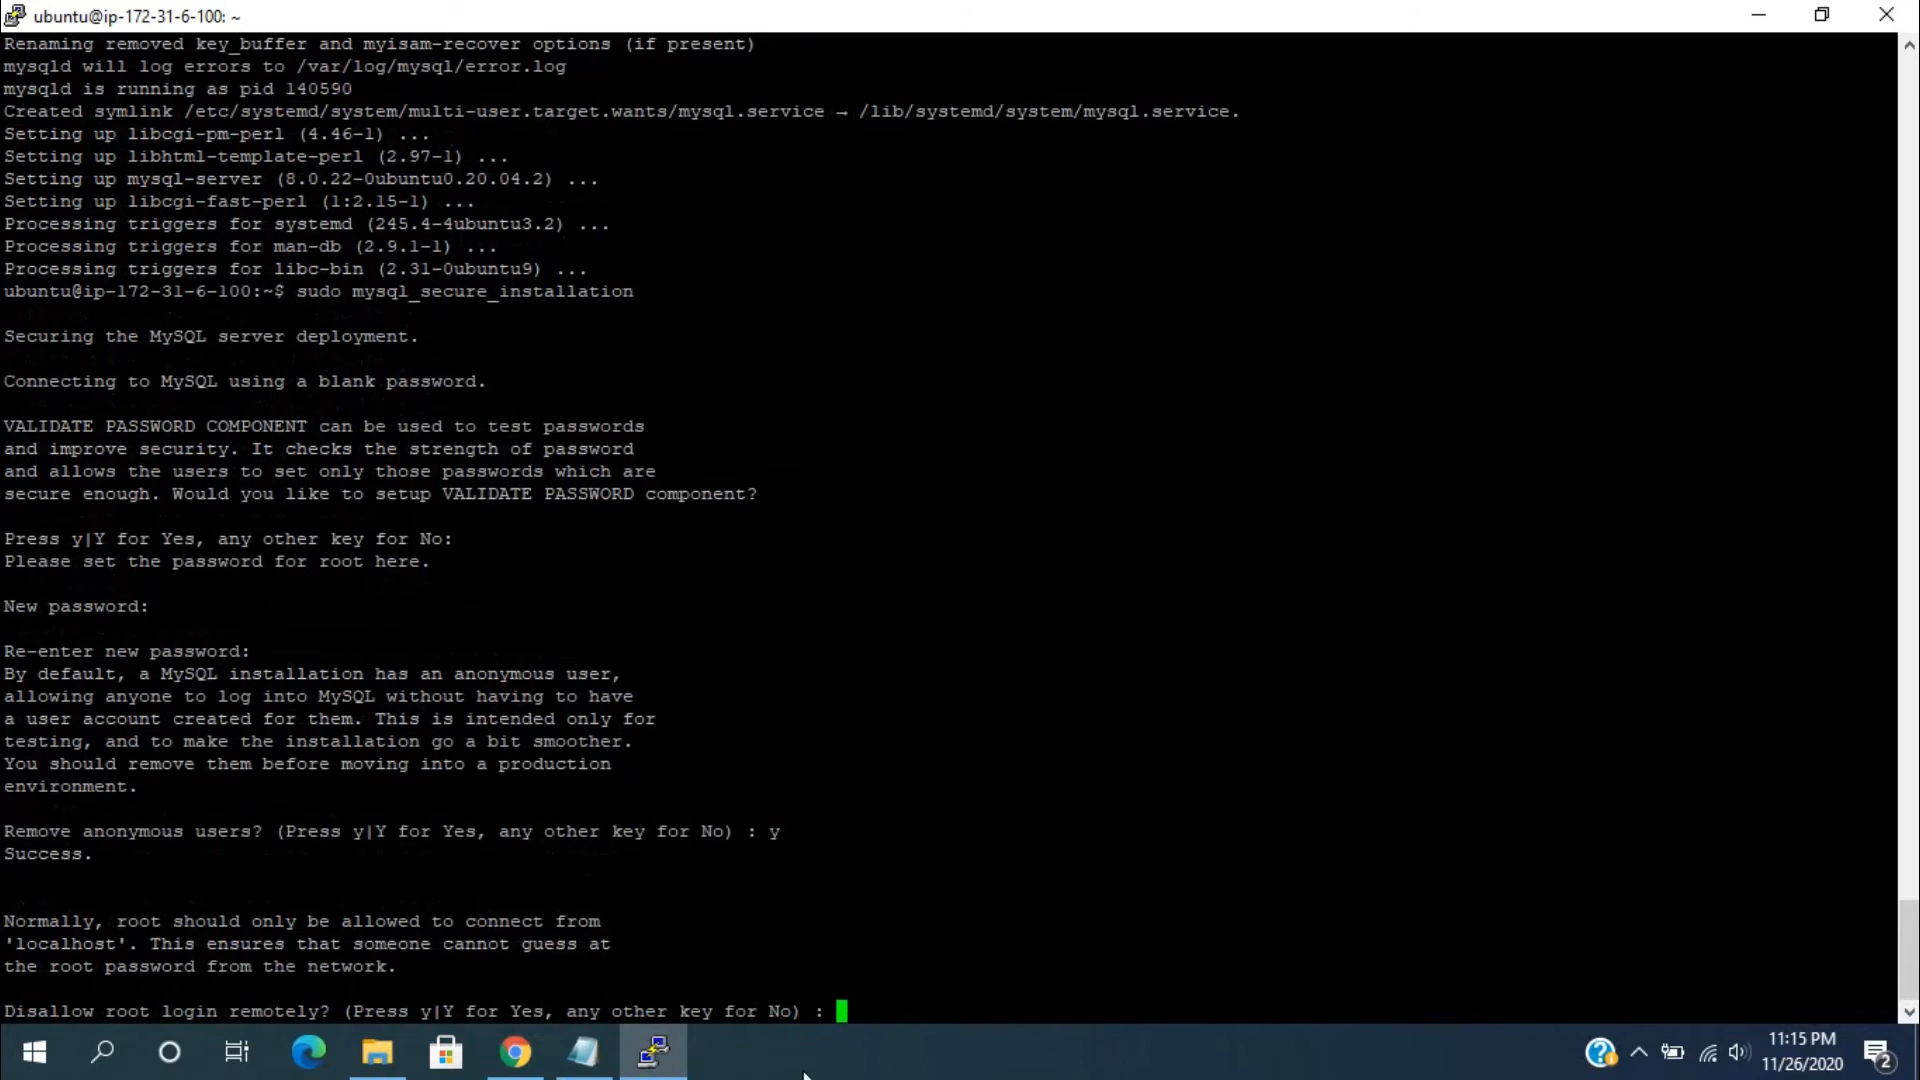 ubuntu@ip-172-31-6-100: ~
Renaming removed key_buffer and myisam-recover options (if present)
mysqld will log errors to /var/log/mysql/error.log
mysqld is running as pid 140590
Created symlink /etc/systemd/system/multi-user.target.wants/mysql.service → /lib/systemd/system/mysql.service.
Setting up libcgi-pm-perl (4.46-1) ...
Setting up libhtml-template-perl (2.97-1) ...
Setting up mysql-server (8.0.22-0ubuntu0.20.04.2) ...
Setting up libcgi-fast-perl (1:2.15-1) ...
Processing triggers for systemd (245.4-4ubuntu3.2) ...
Processing triggers for man-db (2.9.1-1) ...
Processing triggers for libc-bin (2.31-0ubuntu9) ...
ubuntu@ip-172-31-6-100:~$ sudo mysql_secure_installation
Securing the MySQL server deployment.
Connecting to MySQL using a blank password.
VALIDATE PASSWORD COMPONENT can be used to test passwords
and improve security. It checks the strength of password
and allows the users to set only those passwords which are
secure enough. Would you like to setup VALIDATE PASSWORD component?
Press y|Y for Yes, any other key for No:
Please set the password for root here.
New password:
Re-enter new password:
By default, a MySQL installation has an anonymous user,
allowing anyone to log into MySQL without having to have
a user account created for them. This is intended only for
testing, and to make the installation go a bit smoother.
You should remove them before moving into a production
environment.
Remove anonymous users? (Press y|Y for Yes, any other key for No) : y
Success.
Normally, root should only be allowed to connect from
'localhost'. This ensures that someone cannot guess at
the root password from the network.
Disallow root login remotely? (Press y|Y for Yes, any other key for No) :
11:15 PM
11/26/2020
2